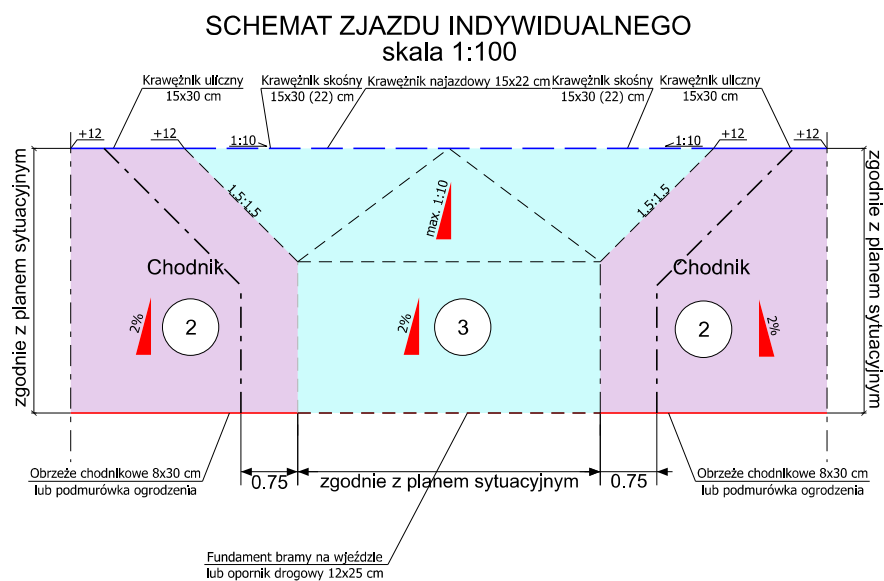 SCHEMAT ZJAZDU INDYWIDUALNEGO
skala 1:100
Krawężnik uliczny
15x30 cm
Krawężnik skośny
15x30 (22) cm
Krawężnik najazdowy 15x22 cm
Krawężnik skośny
15x30 (22) cm
Krawężnik uliczny
15x30 cm
+12
+12
1:10
1:10
+12
+12
zgodnie z planem sytuacyjnym
1,5:1,5
max. 1:10
1,5:1,5
zgodnie z planem sytuacyjnym
Chodnik
Chodnik
2%
2
2%
3
2
2%
Obrzeże chodnikowe 8x30 cm
lub podmurówka ogrodzenia
0.75
zgodnie z planem sytuacyjnym
0.75
Obrzeże chodnikowe 8x30 cm
lub podmurówka ogrodzenia
Fundament bramy na wjeździe
lub opornik drogowy 12x25 cm